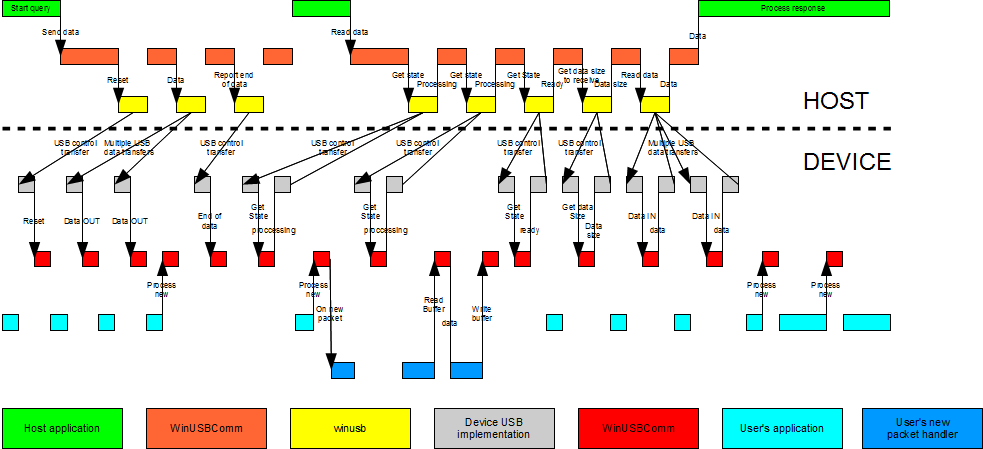 Start query
Process response
Send data
Read data
Data
Reset
Data
Report end
of data
Get state
Processing
Get state
Processing
Get State
Ready
Get data size
to receive
Data size
Read data
Data
HOST
DEVICE
USB control
transfer
Multiple USB
data transfers
USB control
transfer
USB control
transfer
USB control
transfer
USB control
transfer
USB control
transfer
Multiple USB
data transfers
Reset
Data OUT
Data OUT
End of
data
Get
State
proccessing
Get
State
proccessing
Get
State
ready
Get data
Size
Data
size
Data IN
data
Data IN
data
Process
new
Process
new
On new
packet
Read
Buffer
data
Write
buffer
Process
new
Process
new
Host application
WinUSBComm
winusb
Device USB
implementation
WinUSBComm
User's application
User's new
packet handler